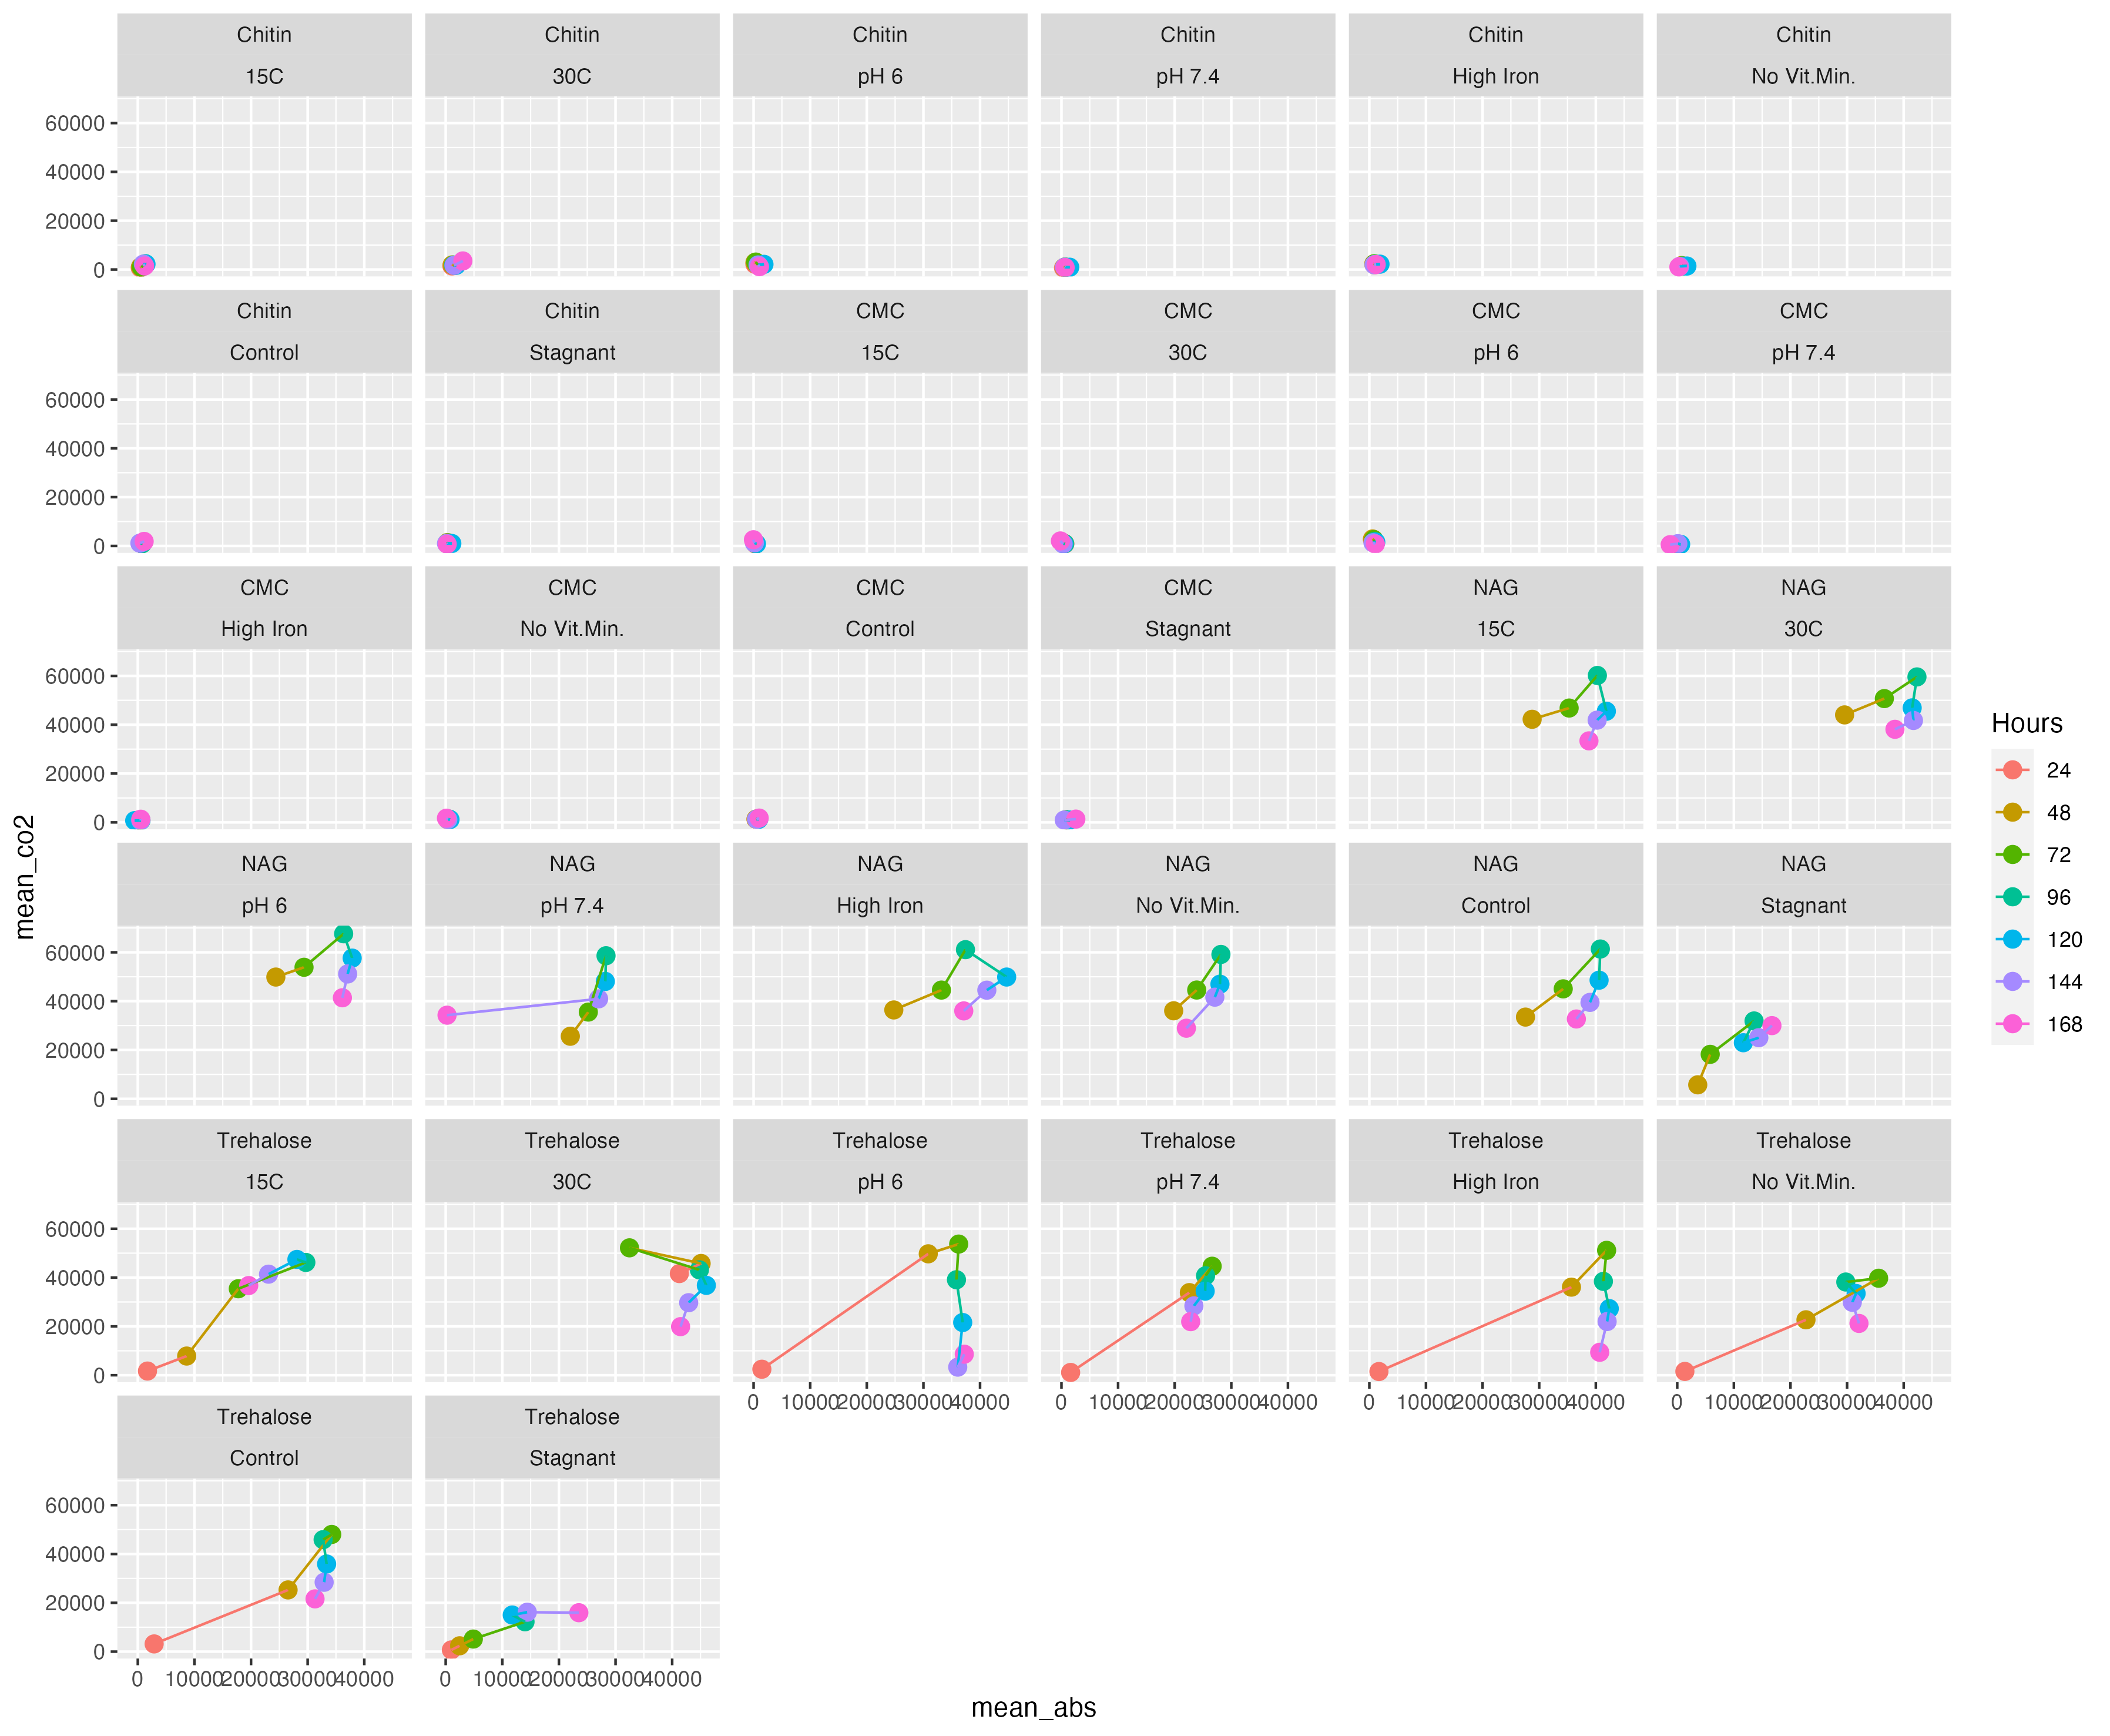 Chitin Chitin Chitin Chitin Chitin Chitin
15C 30C pH 6 pH 7.4 High Iron No Vit.Min.
60000
40000
20000
0
Chitin Chitin CMC CMC CMC CMC
Control Stagnant 15C 30C pH 6 pH 7.4
60000
40000
20000
0
CMC CMC CMC CMC NAG NAG
High Iron No Vit.Min. Control Stagnant 15C 30C
60000
40000
20000
0
NAG NAG NAG NAG NAG NAG
pH 6 pH 7.4 High Iron No Vit.Min. Control Stagnant
60000
40000
20000
0
Trehalose Trehalose Trehalose Trehalose Trehalose Trehalose
15C 30C pH 6 pH 7.4 High Iron No Vit.Min.
60000
40000
20000
0
0 10000 20000 30000 40000 0 10000 20000 30000 40000 0 10000 20000 30000 40000 0 10000 20000 30000 40000
Trehalose Trehalose
Control Stagnant
60000
40000
20000
0
0 10000 20000 30000 40000 0 10000 20000 30000 40000
mean_abs
mean_co2
Hours
24
48
72
96
120
144
168